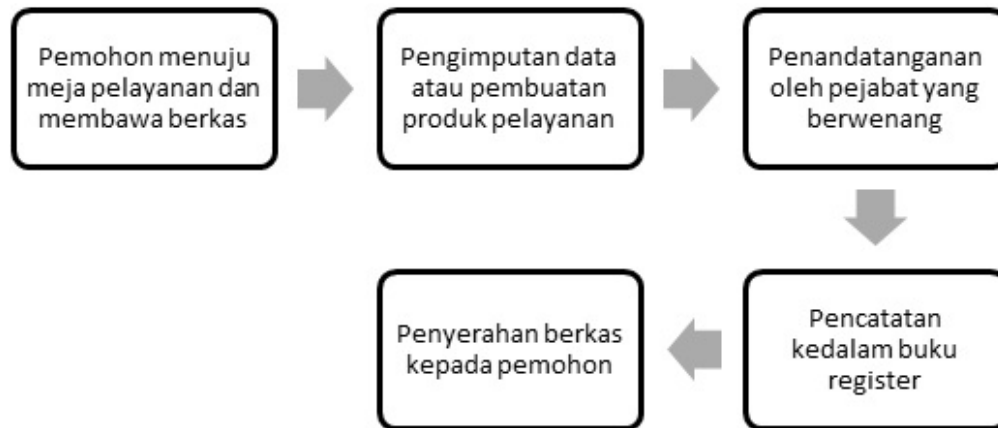 Pemohon menuju
meja pelayanan dan
membawa berkas
Pengimputan data
atau pembuatan
produk pelayanan
Penandatanganan
oleh pejabat yang
berwenang
Pencatatan
kedalam buku
register
Penyerahan berkas
kepada pemohon